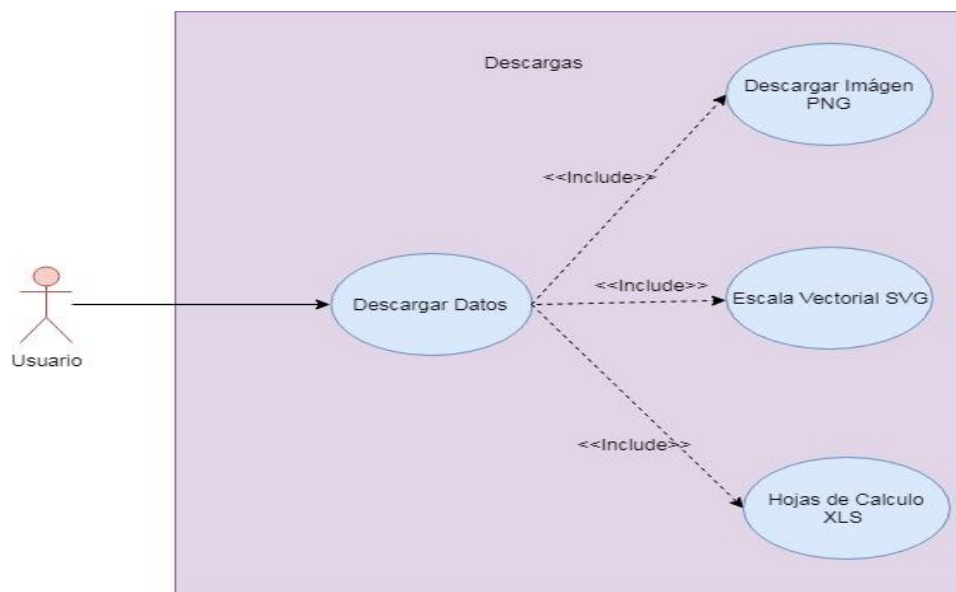 Descargas
Descargar Imágen
PNG
<<Include>>
<<Include>>
Escala Vectorial SVG
Descargar Datos
Usuario
<<Include>>
Hojas de Calculo
XLS